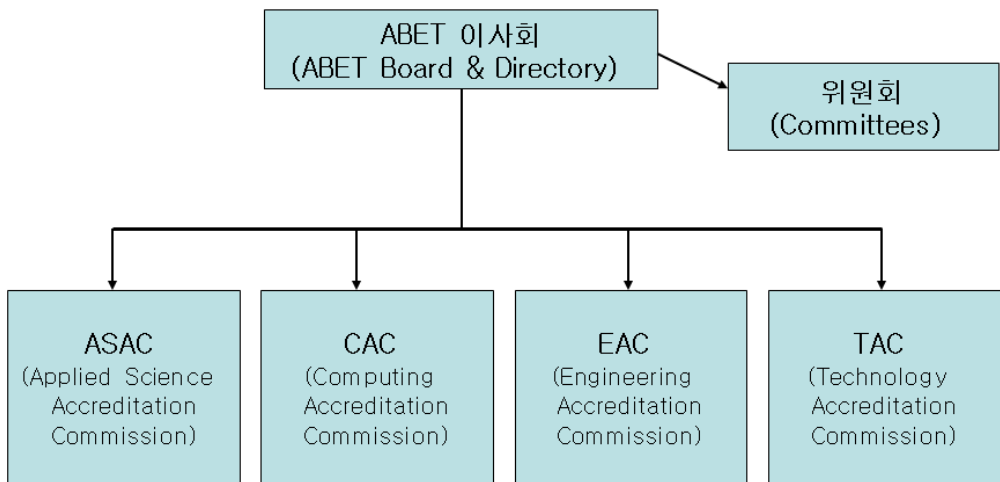 ABET 이사회
(ABET Board & Directory)
위원회
(Committees)
ASAC
(Applied Science
Accreditation
Commission)
CAC
(Computing
Accreditation
Commission)
EAC
(Engineering
Accreditation
Commission)
TAC
(Technology
Accreditation
Commission)